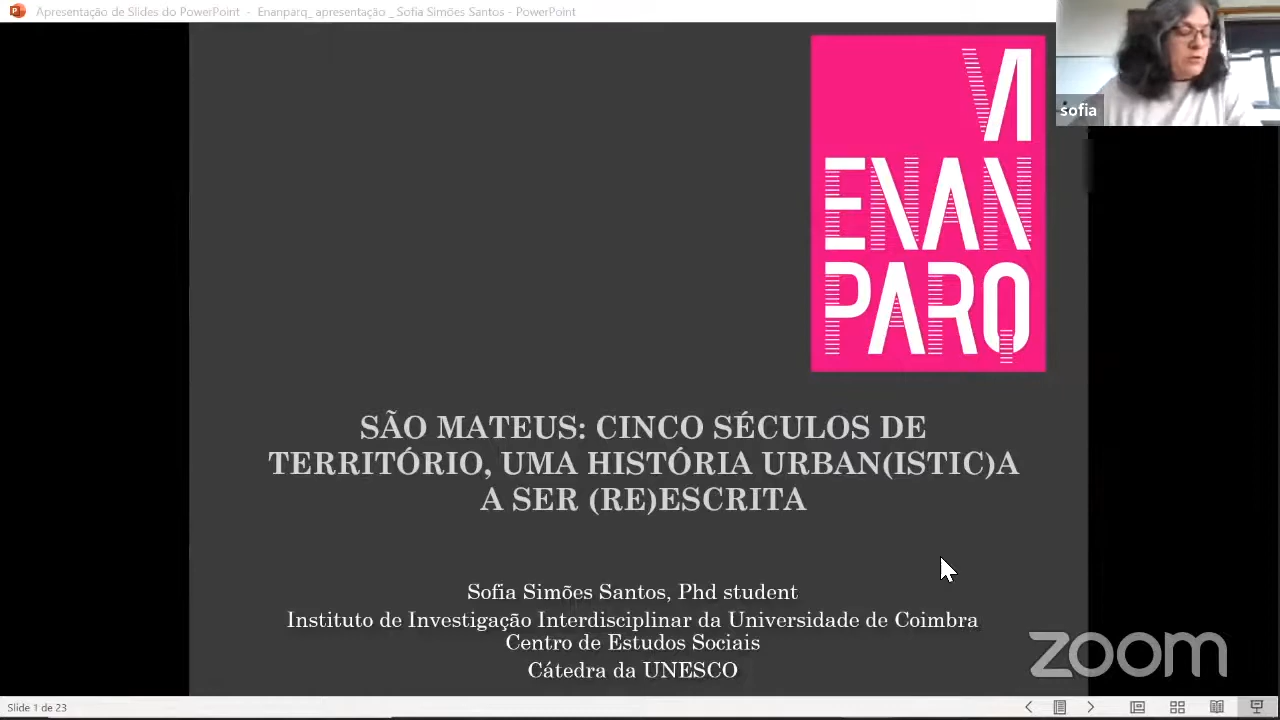 Apresentação de Slides do PowerPoint - Enanparq_ apresentação _ Sofia Simões Santos - PowerPoint
sofia
VI
ENAN
PARQ
SÃO MATEUS: CINCO SÉCULOS DE
TERRITÓRIO, UMA HISTÓRIA URBAN(ISTIC)A
A SER (RE)ESCRITA
Sofia Simões Santos, Phd student
Instituto de Investigação Interdisciplinar da Universidade de Coimbra
Centro de Estudos Sociais
Cátedra da UNESCO
zoom
Slide 1 de 23